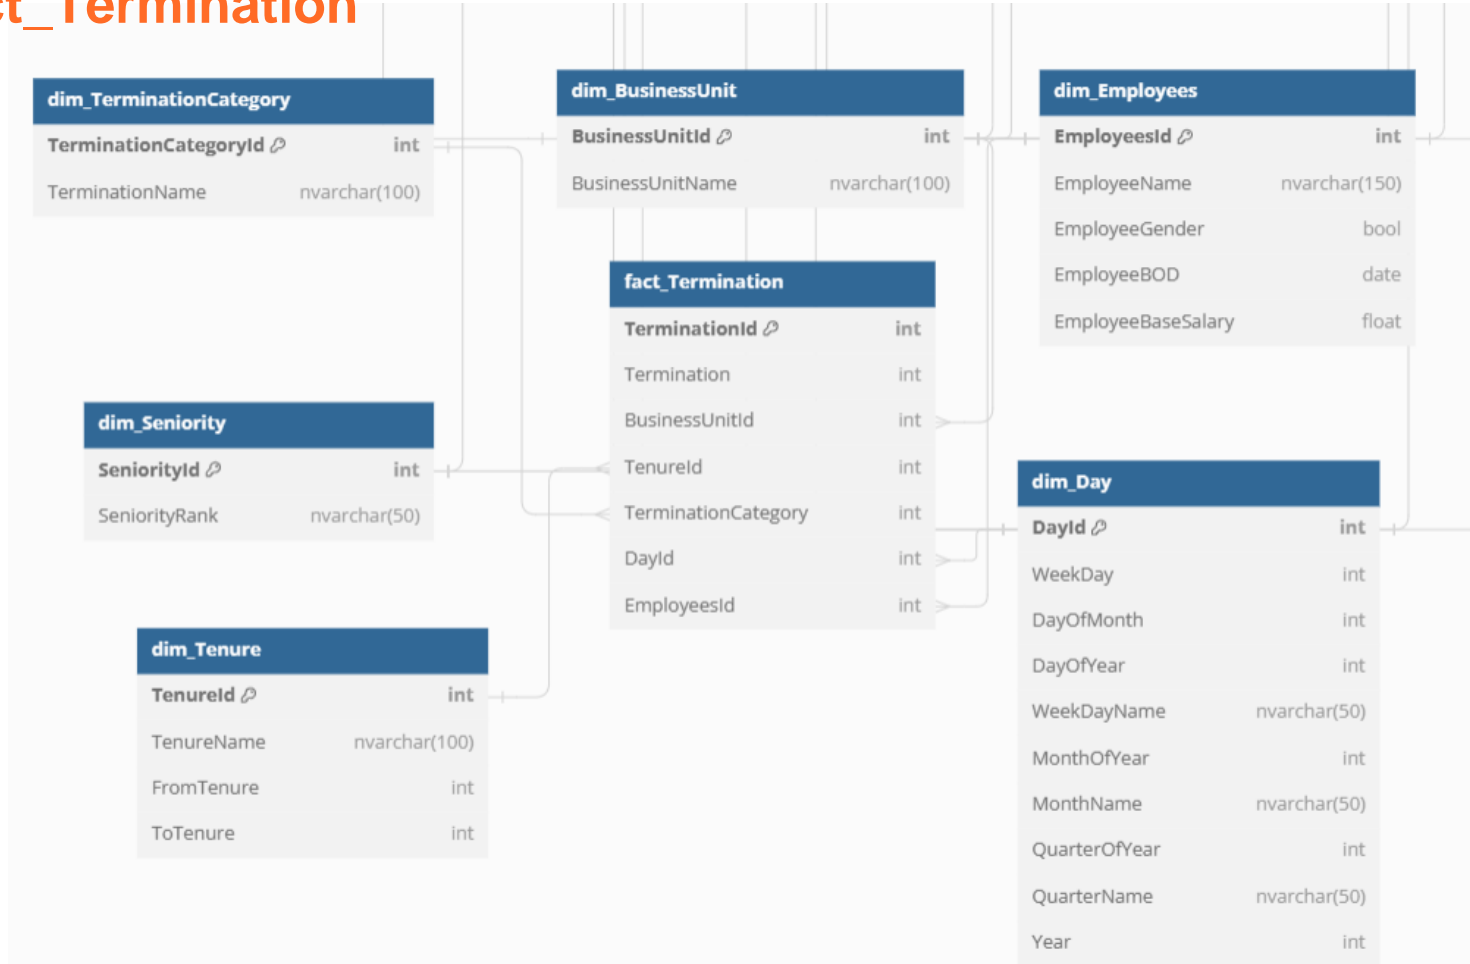 ct_Termination
dim_TerminationCategory
TerminationCategoryId int
TerminationName nvarchar(100)
dim_BusinessUnit
BusinessUnitId int
BusinessUnitName nvarchar(100)
dim_Employees
EmployeesId int
EmployeeName nvarchar(150)
EmployeeGender bool
EmployeeBOD date
EmployeeBaseSalary float
fact_Termination
TerminationId int
Termination int
BusinessUnitId int
TenureId int
TerminationCategory int
DayId int
EmployeesId int
dim_Seniority
SeniorityId int
SeniorityRank nvarchar(50)
dim_Day
DayId int
WeekDay int
DayOfMonth int
DayOfYear int
WeekDayName nvarchar(50)
MonthOfYear int
MonthName nvarchar(50)
QuarterOfYear int
QuarterName nvarchar(50)
Year int
dim_Tenure
TenureId int
TenureName nvarchar(100)
FromTenure int
ToTenure int